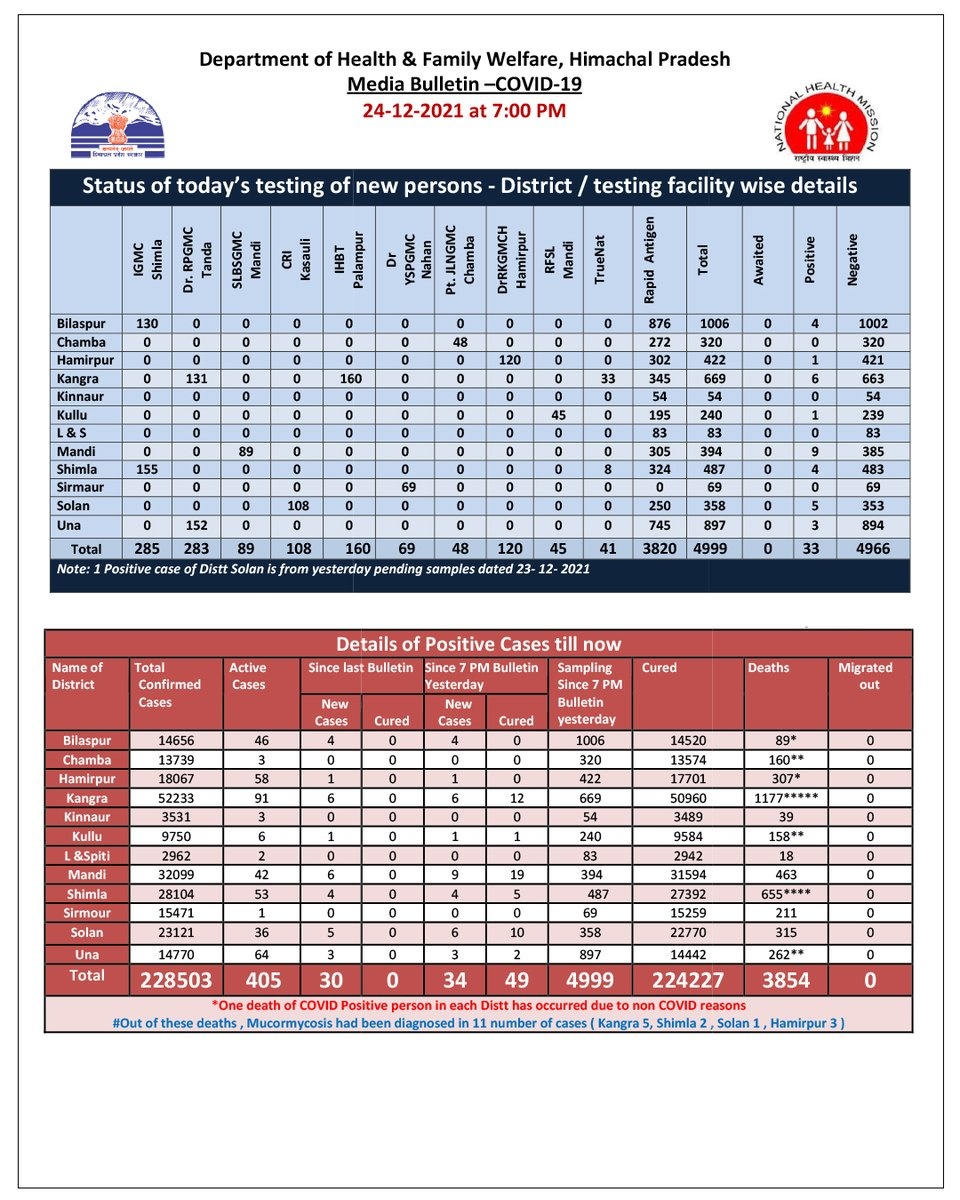 Department of Health & Family Welfare, Himachal Pradesh
Media Bulletin –COVID-19
24-12-2021 at 7:00 PM
हिमाचल प्रदेश सरकार
NATIONAL HEALTH MISSION
राष्ट्रीय स्वास्थ्य मिशन
Status of today's testing of new persons - District / testing facility wise details
IGMC Shimla Dr. RPGMC Tanda SLBSGMC Mandi CRI Kasauli IHBT Palampur Dr YSPGMC Nahan Pt. JLNGMC Chamba DrRKGMCH Hamirpur RFSL Mandi TrueNat Rapid Antigen Total Awaited Positive Negative
Bilaspur 130 0 0 0 0 0 0 0 0 0 876 1006 0 4 1002
Chamba 0 0 0 0 0 0 48 0 0 0 272 320 0 0 320
Hamirpur 0 0 0 0 0 0 0 120 0 0 302 422 0 1 421
Kangra 0 131 0 0 160 0 0 0 0 33 345 669 0 6 663
Kinnaur 0 0 0 0 0 0 0 0 0 0 54 54 0 0 54
Kullu 0 0 0 0 0 0 0 0 45 0 195 240 0 1 239
L & S 0 0 0 0 0 0 0 0 0 0 83 83 0 0 83
Mandi 0 0 89 0 0 0 0 0 0 0 305 394 0 9 385
Shimla 155 0 0 0 0 0 0 0 0 8 324 487 0 4 483
Sirmaur 0 0 0 0 0 69 0 0 0 0 0 69 0 0 69
Solan 0 0 0 108 0 0 0 0 0 0 250 358 0 5 353
Una 0 152 0 0 0 0 0 0 0 0 745 897 0 3 894
Total 285 283 89 108 160 69 48 120 45 41 3820 4999 0 33 4966
Note: 1 Positive case of Distt Solan is from yesterday pending samples dated 23- 12- 2021
Details of Positive Cases till now
Name of District Total Confirmed Cases Active Cases Since last Bulletin Since 7 PM Bulletin Yesterday Sampling Since 7 PM Bulletin yesterday Cured Deaths Migrated out
New Cases Cured New Cases Cured
Bilaspur 14656 46 4 0 4 0 1006 14520 89* 0
Chamba 13739 3 0 0 0 0 320 13574 160** 0
Hamirpur 18067 58 1 0 1 0 422 17701 307* 0
Kangra 52233 91 6 0 6 12 669 50960 1177***** 0
Kinnaur 3531 3 0 0 0 0 54 3489 39 0
Kullu 9750 6 1 0 1 1 240 9584 158** 0
L &Spiti 2962 2 0 0 0 0 83 2942 18 0
Mandi 32099 42 6 0 9 19 394 31594 463 0
Shimla 28104 53 4 0 4 5 487 27392 655**** 0
Sirmour 15471 1 0 0 0 0 69 15259 211 0
Solan 23121 36 5 0 6 10 358 22770 315 0
Una 14770 64 3 0 3 2 897 14442 262** 0
Total 228503 405 30 0 34 49 4999 224227 3854 0
*One death of COVID Positive person in each Distt has occurred due to non COVID reasons
#Out of these deaths , Mucormycosis had been diagnosed in 11 number of cases ( Kangra 5, Shimla 2 , Solan 1 , Hamirpur 3 )